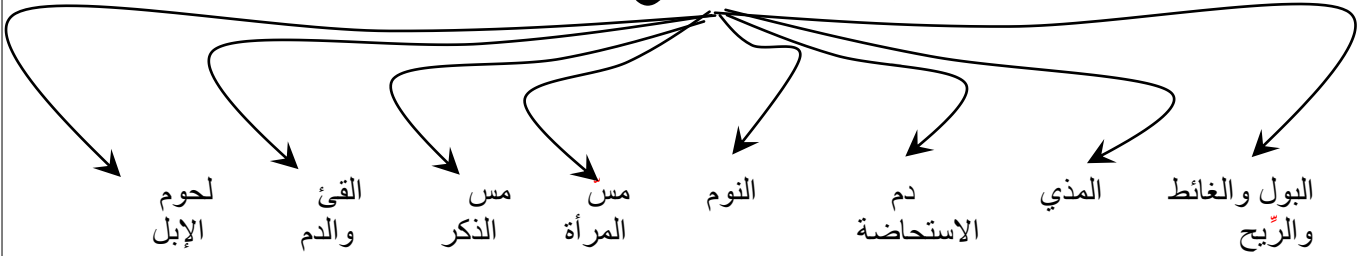 البول والغائط
والرِّيح
المذي
دم
الاستحاضة
النوم
مسّ
المرأة
مس
الذكر
القئ
والدم
لحوم
الإبل